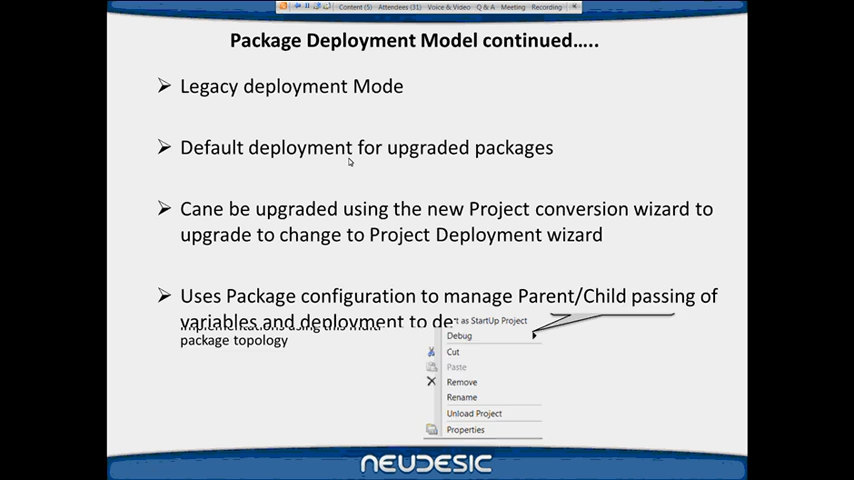 Content (5) Attendees (31) Voice & Video Q & A Meeting Recording
Package Deployment Model continued.....
Legacy deployment Mode
Default deployment for upgraded packages
Cane be upgraded using the new Project conversion wizard to
upgrade to change to Project Deployment wizard
Uses Package configuration to manage Parent/Child passing of
variables and deployment to de
package topology
as StartUp Project
Debug
Cut
Paste
Remove
Rename
Unload Project
Properties
NEUDESIC